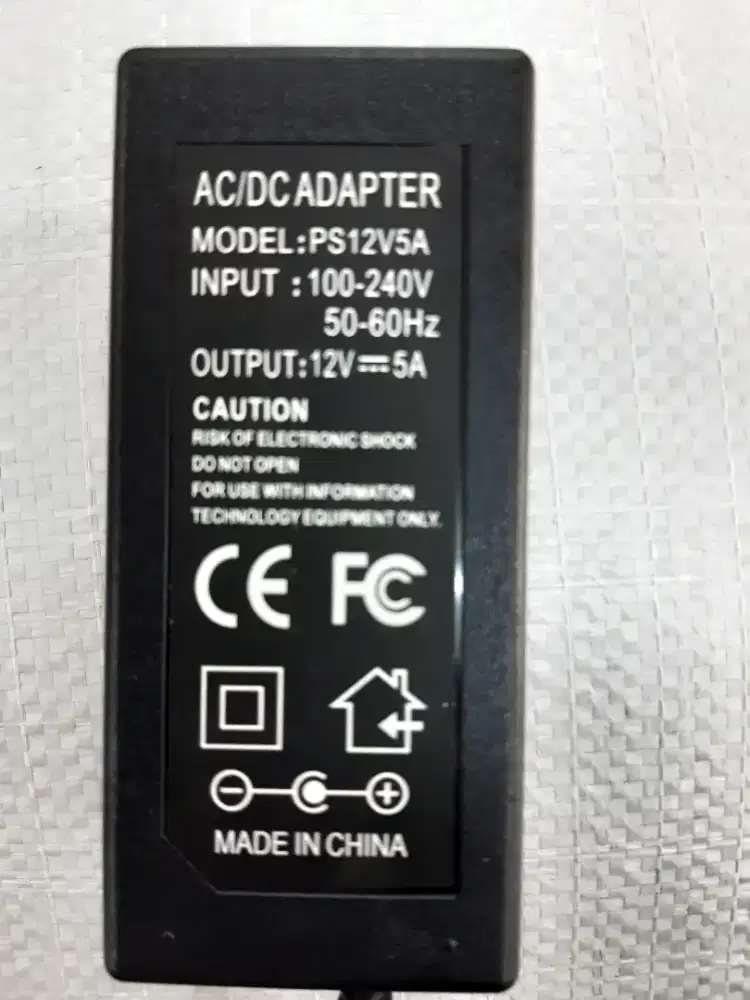 AC/DC ADAPTER
MODEL:PS12V5A
INPUT :100-240V
50-60Hz
OUTPUT:12V⎓5A
CAUTION
RISK OF ELECTRONIC SHOCK
DO NOT OPEN
FOR USE WITH INFORMATION
TECHNOLOGY EQUIPMENT ONLY.
CE FC
MADE IN CHINA